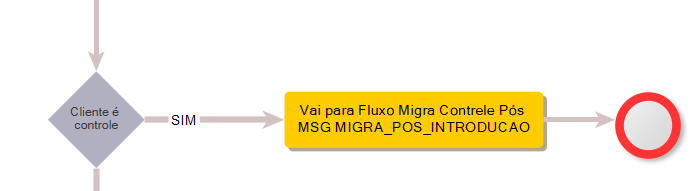 Cliente é
controle
SIM
Vai para Fluxo Migra Contrele Pós
MSG MIGRA_POS_INTRODUCAO